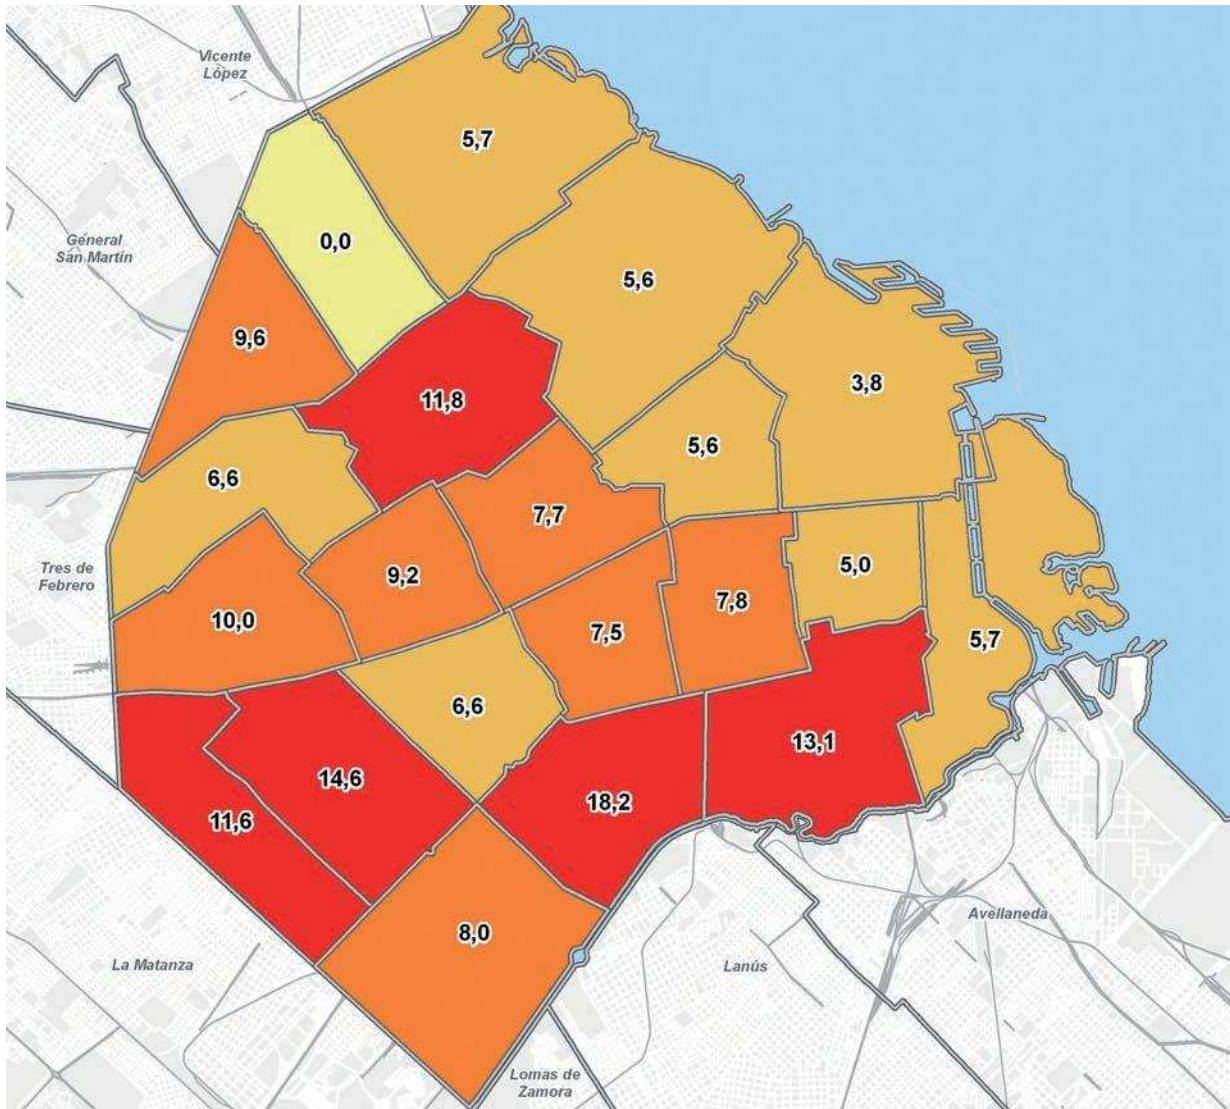 Vicente
López
5,7
General
San Martín
0,0
5,6
9,6
3,8
11,8
5,6
6,6
7,7
Tres de
Febrero
9,2
5,0
7,8
10,0
7,5
5,7
6,6
13,1
14,6
18,2
11,6
Avellaneda
8,0
La Matanza
Lanús
Lomas de
Zamora